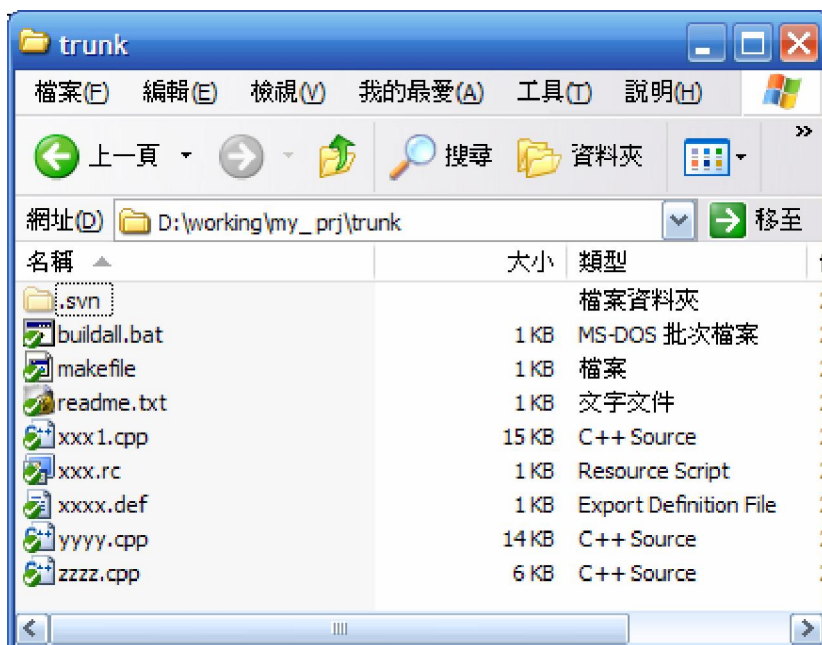 trunk
檔案(F) 編輯(E) 檢視(V) 我的最愛(A) 工具(T) 說明(H)
上一頁 搜尋 資料夾 »
網址(D) D:\working\my_prj\trunk 移至
名稱 大小 類型
.svn 檔案資料夾
buildall.bat 1 KB MS-DOS 批次檔案
makefile 1 KB 檔案
readme.txt 1 KB 文字文件
xxx1.cpp 15 KB C++ Source
xxx.rc 1 KB Resource Script
xxxx.def 1 KB Export Definition File
yyyy.cpp 14 KB C++ Source
zzzz.cpp 6 KB C++ Source